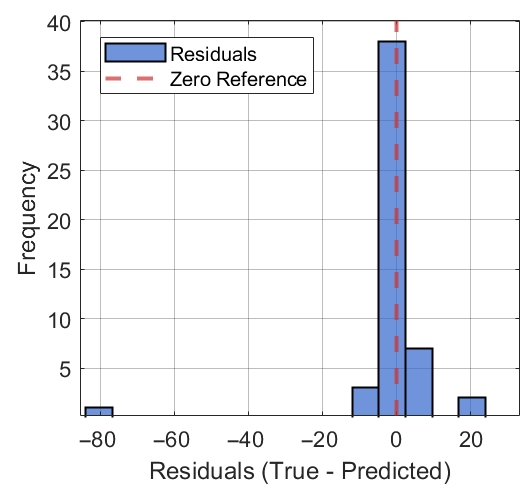 Residuals
Zero Reference
40
35
30
25
20
15
10
5
Frequency
−80 −60 −40 −20 0 20
Residuals (True - Predicted)